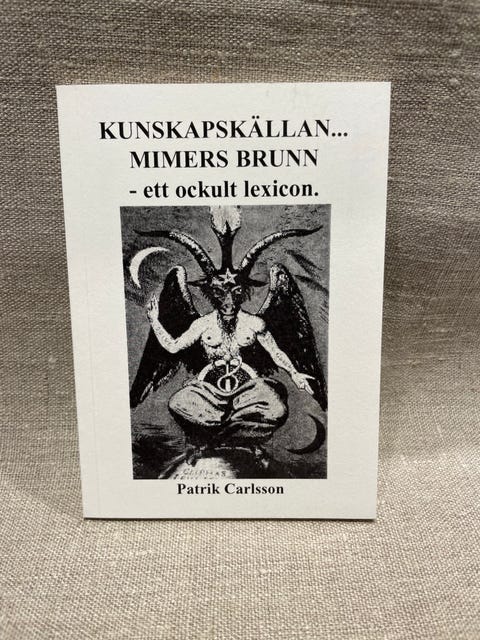 KUNSKAPSKÄLLAN...
MIMERS BRUNN
- ett ockult lexicon.
Patrik Carlsson